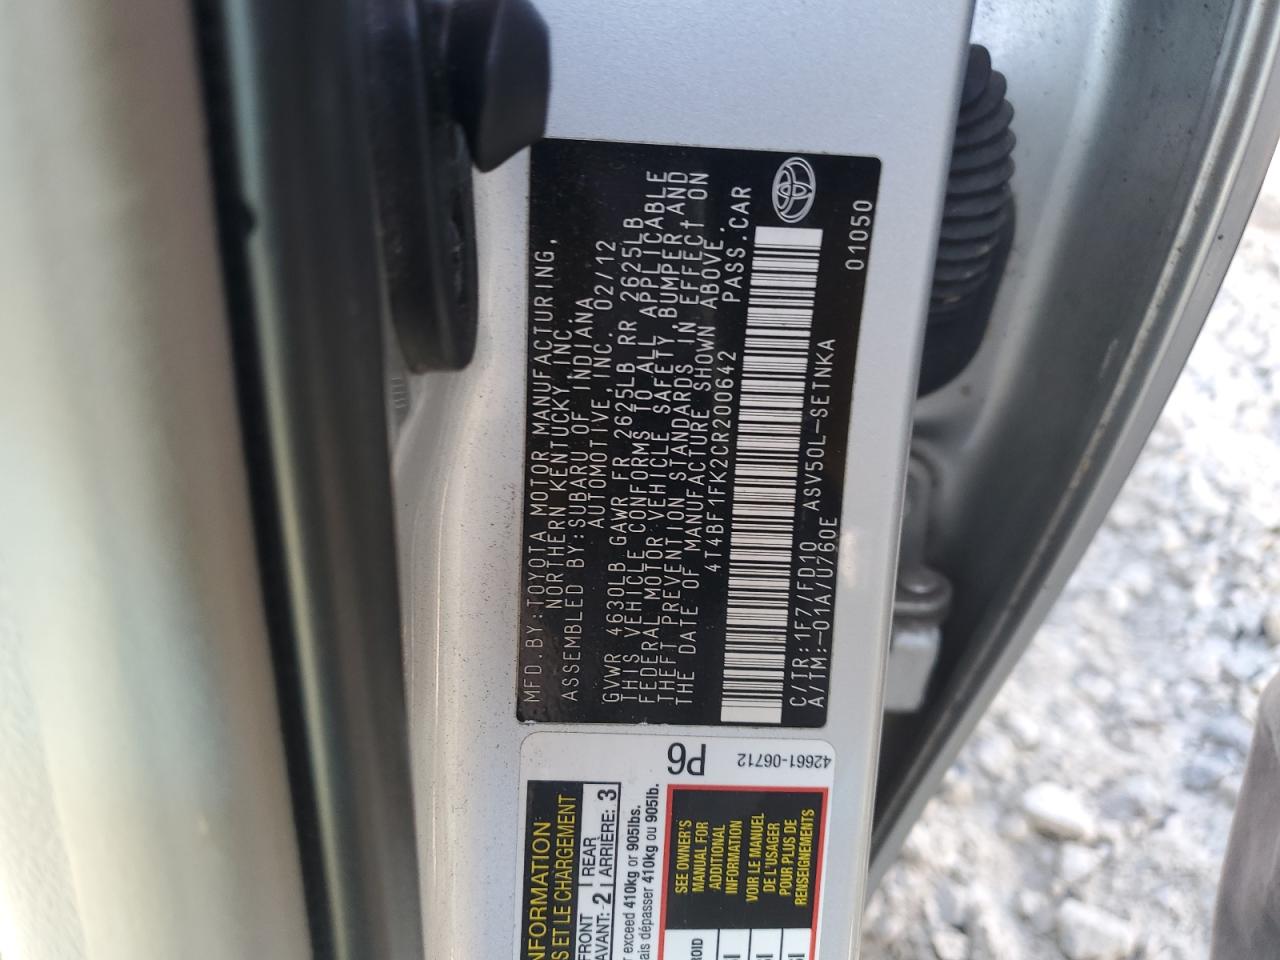 MFD.BY:TOYOTA MOTOR MANUFACTURING,
NORTHERN KENTUCKY,INC.
ASSEMBLED BY:SUBARU OF INDIANA
AUTOMOTIVE,INC. 02/12
GVWR 4630LB GAWR FR 2625LB RR 2625LB
THIS VEHICLE CONFORMS TO ALL APPLICABLE
FEDERAL MOTOR VEHICLE SAFETY,BUMPER AND
THEFT PREVENTION STANDARDS IN EFFECT ON
THE DATE OF MANUFACTURE SHOWN ABOVE.
4T4BF1FK2CR200642 PASS.CAR
C/TR:1F7/FD10 ASV50L-SETNKA
A/TM:-01A/U760E
01050
P6
42661-06712
INFORMATION
S ET LE CHARGEMENT
FRONT | REAR
AVANT: 2 | ARRIÈRE: 3
r exceed 410kg or 905lbs.
ais dépasser 410kg ou 905lb.
SEE OWNER'S
MANUAL FOR
ADDITIONAL
INFORMATION
VOIR LE MANUEL
DE L'USAGER
POUR PLUS DE
RENSEIGNEMENTS